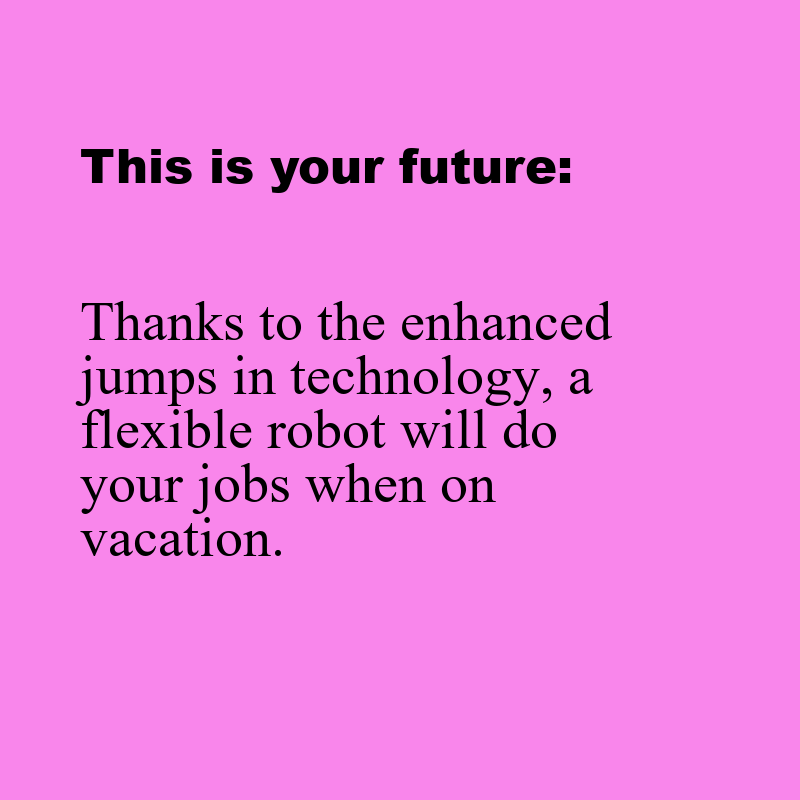 This is your future:
Thanks to the enhanced
jumps in technology, a
flexible robot will do
your jobs when on
vacation.